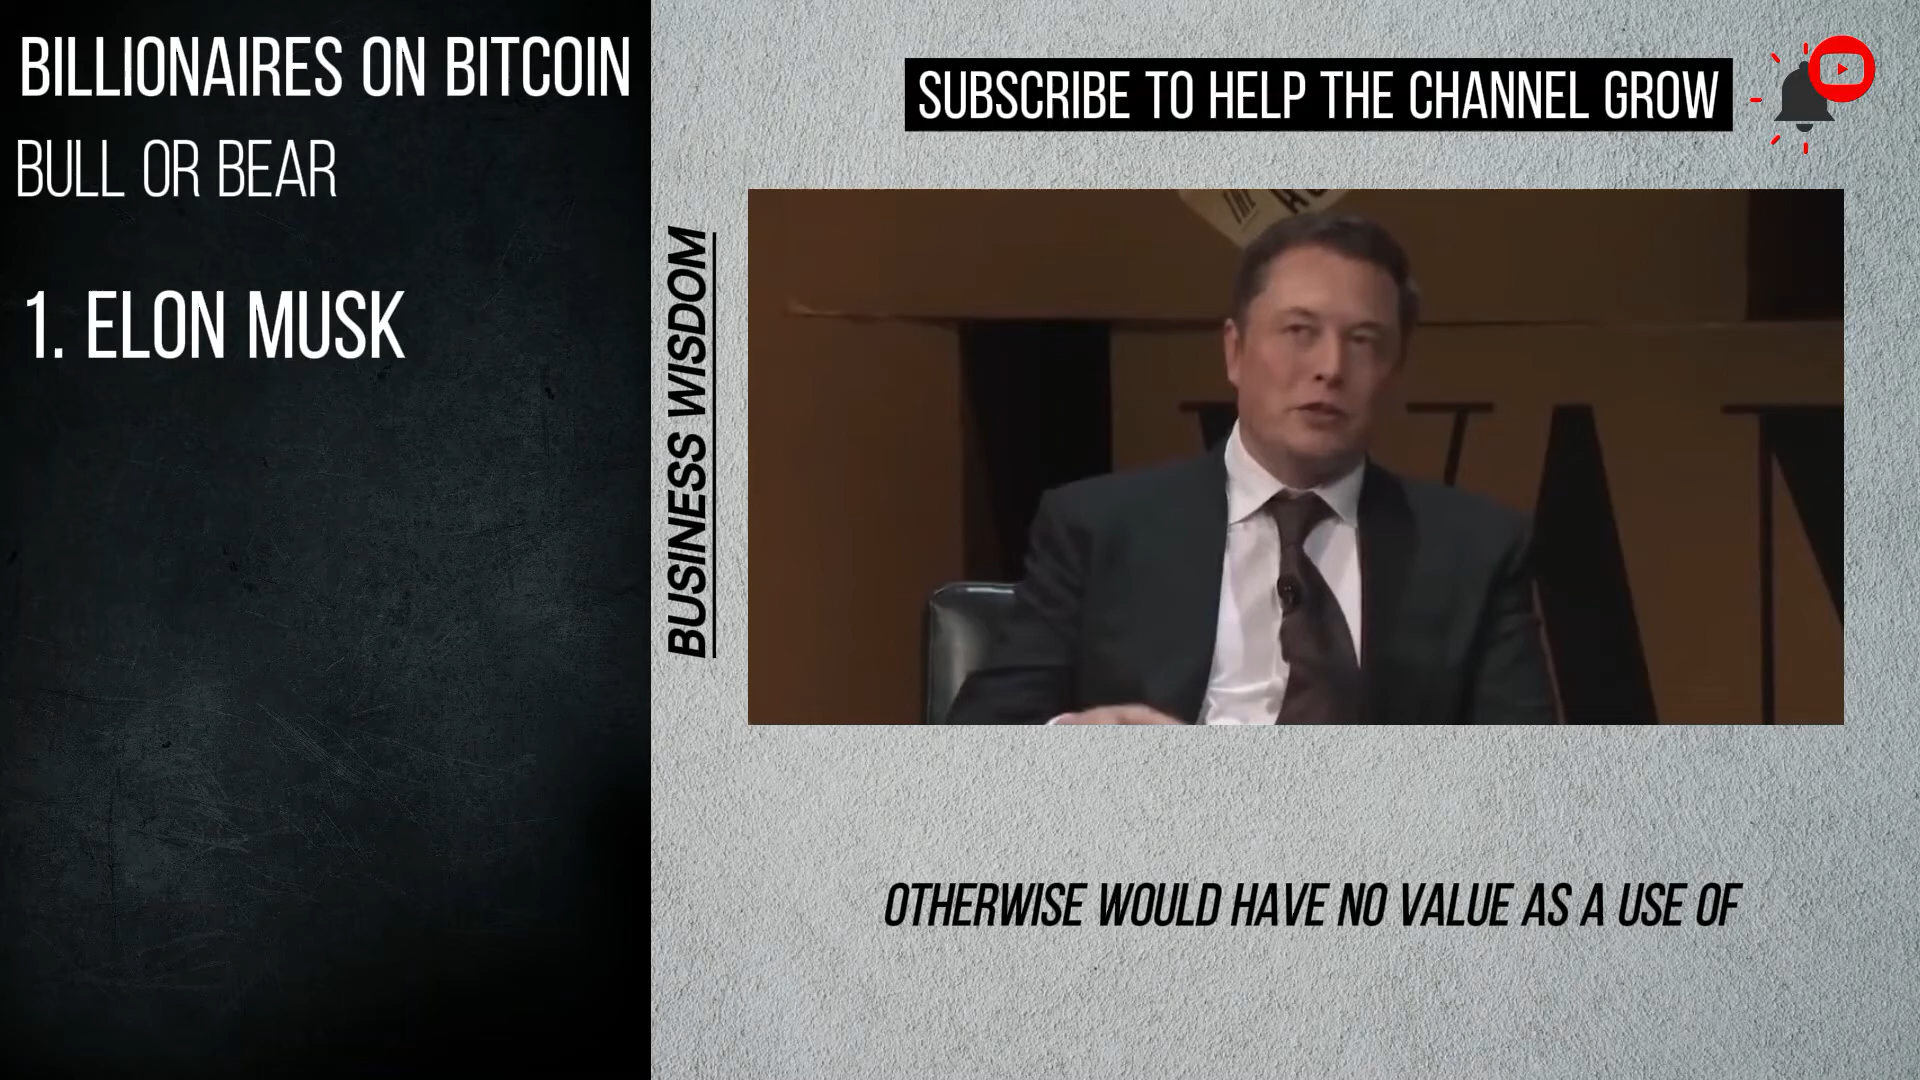 BILLIONAIRES ON BITCOIN
BULL OR BEAR
1. ELON MUSK
SUBSCRIBE TO HELP THE CHANNEL GROW
BUSINESS WISDOM
THE
OTHERWISE WOULD HAVE NO VALUE AS A USE OF